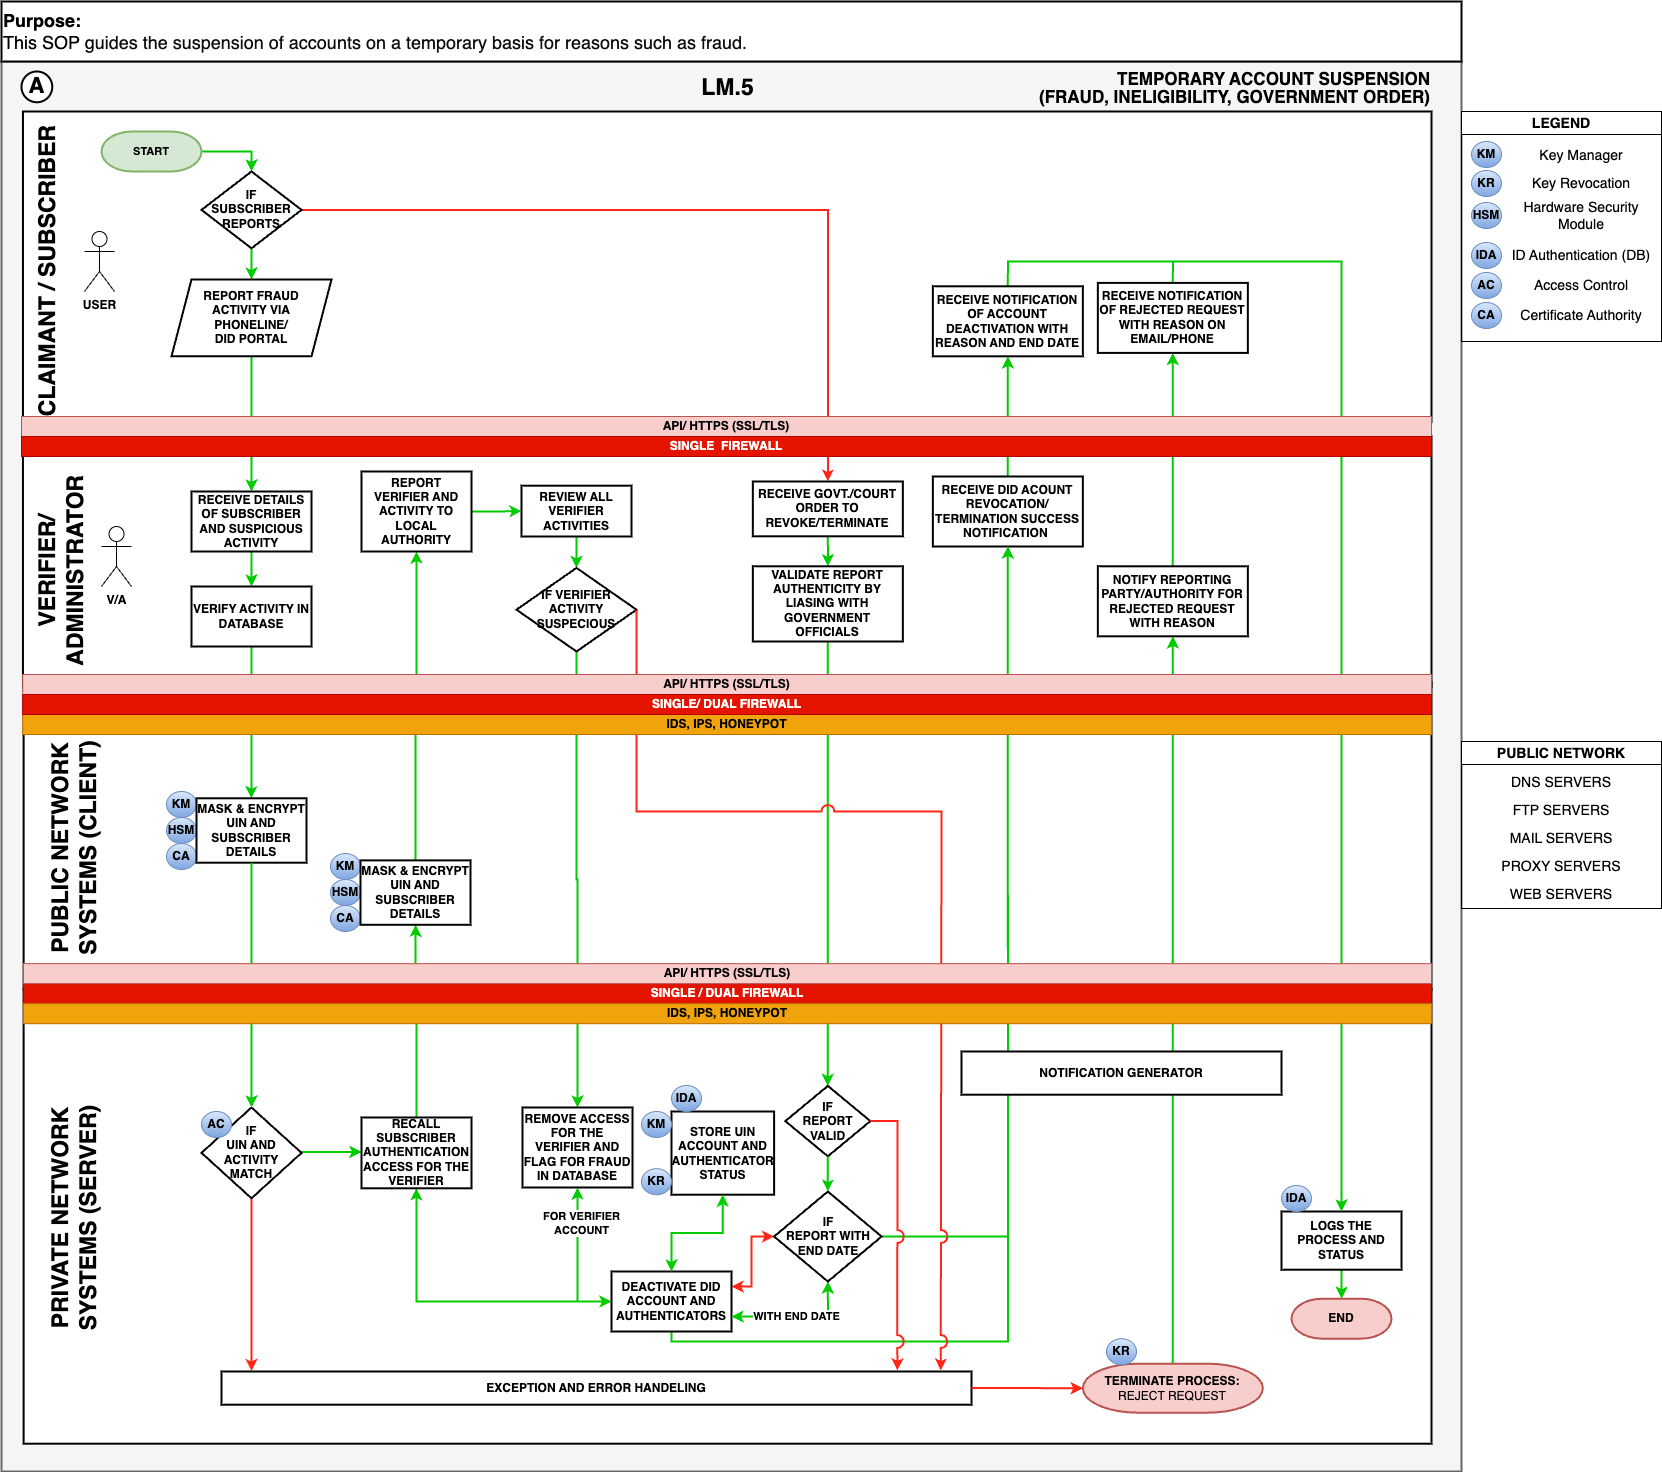 Purpose:
This SOP guides the suspension of accounts on a temporary basis for reasons such as fraud.
A
LM.5
TEMPORARY ACCOUNT SUSPENSION
(FRAUD, INELIGIBILITY, GOVERNMENT ORDER)
CLAIMANT / SUBSCRIBER
START
IF
SUBSCRIBER
REPORTS
USER
REPORT FRAUD
ACTIVITY VIA
PHONELINE/
DID PORTAL
RECEIVE NOTIFICATION
OF ACCOUNT
DEACTIVATION WITH
REASON AND END DATE
RECEIVE NOTIFICATION
OF REJECTED REQUEST
WITH REASON ON
EMAIL/PHONE
LEGEND
KM
Key Manager
KR
Key Revocation
HSM
Hardware Security
Module
IDA
ID Authentication (DB)
AC
Access Control
CA
Certificate Authority
API/ HTTPS (SSL/TLS)
SINGLE  FIREWALL
VERIFIER/
ADMINISTRATOR
V/A
RECEIVE DETAILS
OF SUBSCRIBER
AND SUSPICIOUS
ACTIVITY
VERIFY ACTIVITY IN
DATABASE
REPORT
VERIFIER AND
ACTIVITY TO
LOCAL
AUTHORITY
REVIEW ALL
VERIFIER
ACTIVITIES
IF VERIFIER
ACTIVITY
SUSPECIOUS
RECEIVE GOVT./COURT
ORDER TO
REVOKE/TERMINATE
VALIDATE REPORT
AUTHENTICITY BY
LIASING WITH
GOVERNMENT
OFFICIALS
RECEIVE DID ACOUNT
REVOCATION/
TERMINATION SUCCESS
NOTIFICATION
NOTIFY REPORTING
PARTY/AUTHORITY FOR
REJECTED REQUEST
WITH REASON
API/ HTTPS (SSL/TLS)
SINGLE/ DUAL FIREWALL
IDS, IPS, HONEYPOT
PUBLIC NETWORK
SYSTEMS (CLIENT)
KM
HSM
CA
MASK & ENCRYPT
UIN AND
SUBSCRIBER
DETAILS
KM
HSM
CA
MASK & ENCRYPT
UIN AND
SUBSCRIBER
DETAILS
PUBLIC NETWORK
DNS SERVERS
FTP SERVERS
MAIL SERVERS
PROXY SERVERS
WEB SERVERS
API/ HTTPS (SSL/TLS)
SINGLE / DUAL FIREWALL
IDS, IPS, HONEYPOT
PRIVATE NETWORK
SYSTEMS (SERVER)
AC
IF
UIN AND
ACTIVITY
MATCH
RECALL
SUBSCRIBER
AUTHENTICATION
ACCESS FOR THE
VERIFIER
REMOVE ACCESS
FOR THE
VERIFIER AND
FLAG FOR FRAUD
IN DATABASE
FOR VERIFIER
ACCOUNT
IDA
KM
KR
STORE UIN
ACCOUNT AND
AUTHENTICATOR
STATUS
DEACTIVATE DID
ACCOUNT AND
AUTHENTICATORS
IF
REPORT
VALID
IF
REPORT WITH
END DATE
WITH END DATE
NOTIFICATION GENERATOR
IDA
LOGS THE
PROCESS AND
STATUS
END
EXCEPTION AND ERROR HANDELING
KR
TERMINATE PROCESS:
REJECT REQUEST